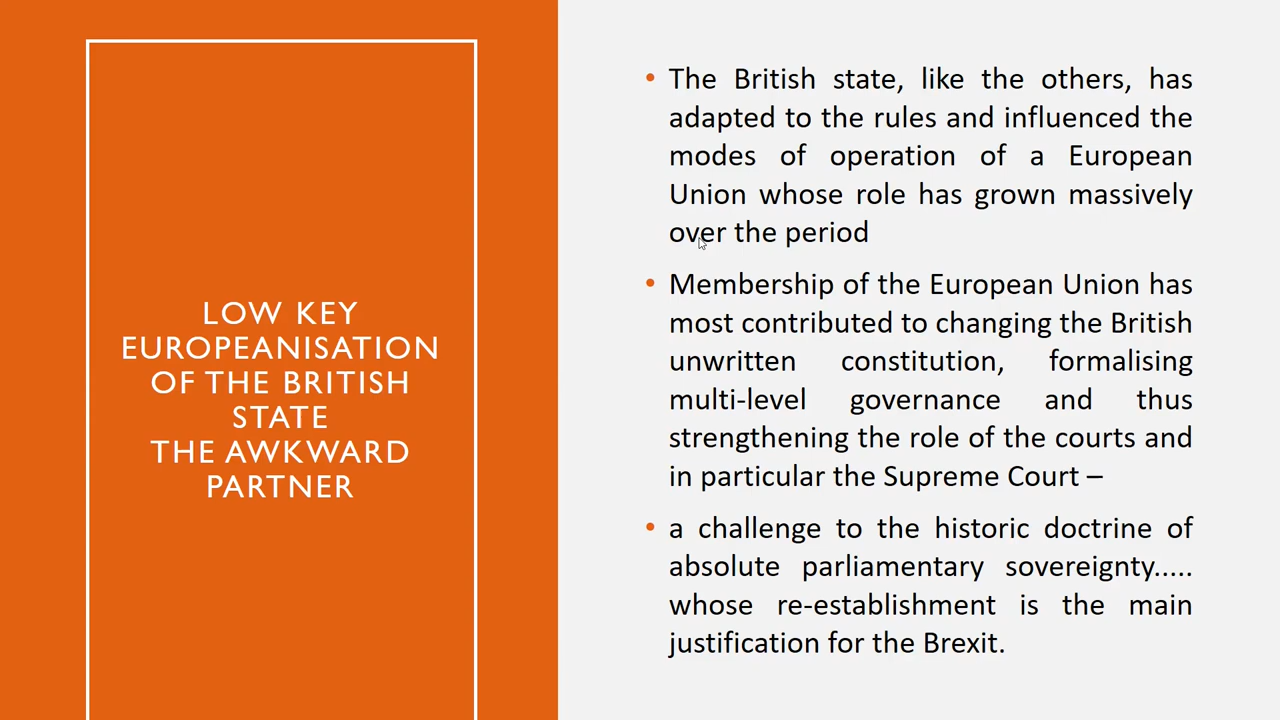 LOW KEY
EUROPEANISATION
OF THE BRITISH
STATE
THE AWKWARD
PARTNER
• The British state, like the others, has
adapted to the rules and influenced the
modes of operation of a European
Union whose role has grown massively
over the period
• Membership of the European Union has
most contributed to changing the British
unwritten constitution, formalising
multi-level governance and thus
strengthening the role of the courts and
in particular the Supreme Court –
• a challenge to the historic doctrine of
absolute parliamentary sovereignty.....
whose re-establishment is the main
justification for the Brexit.